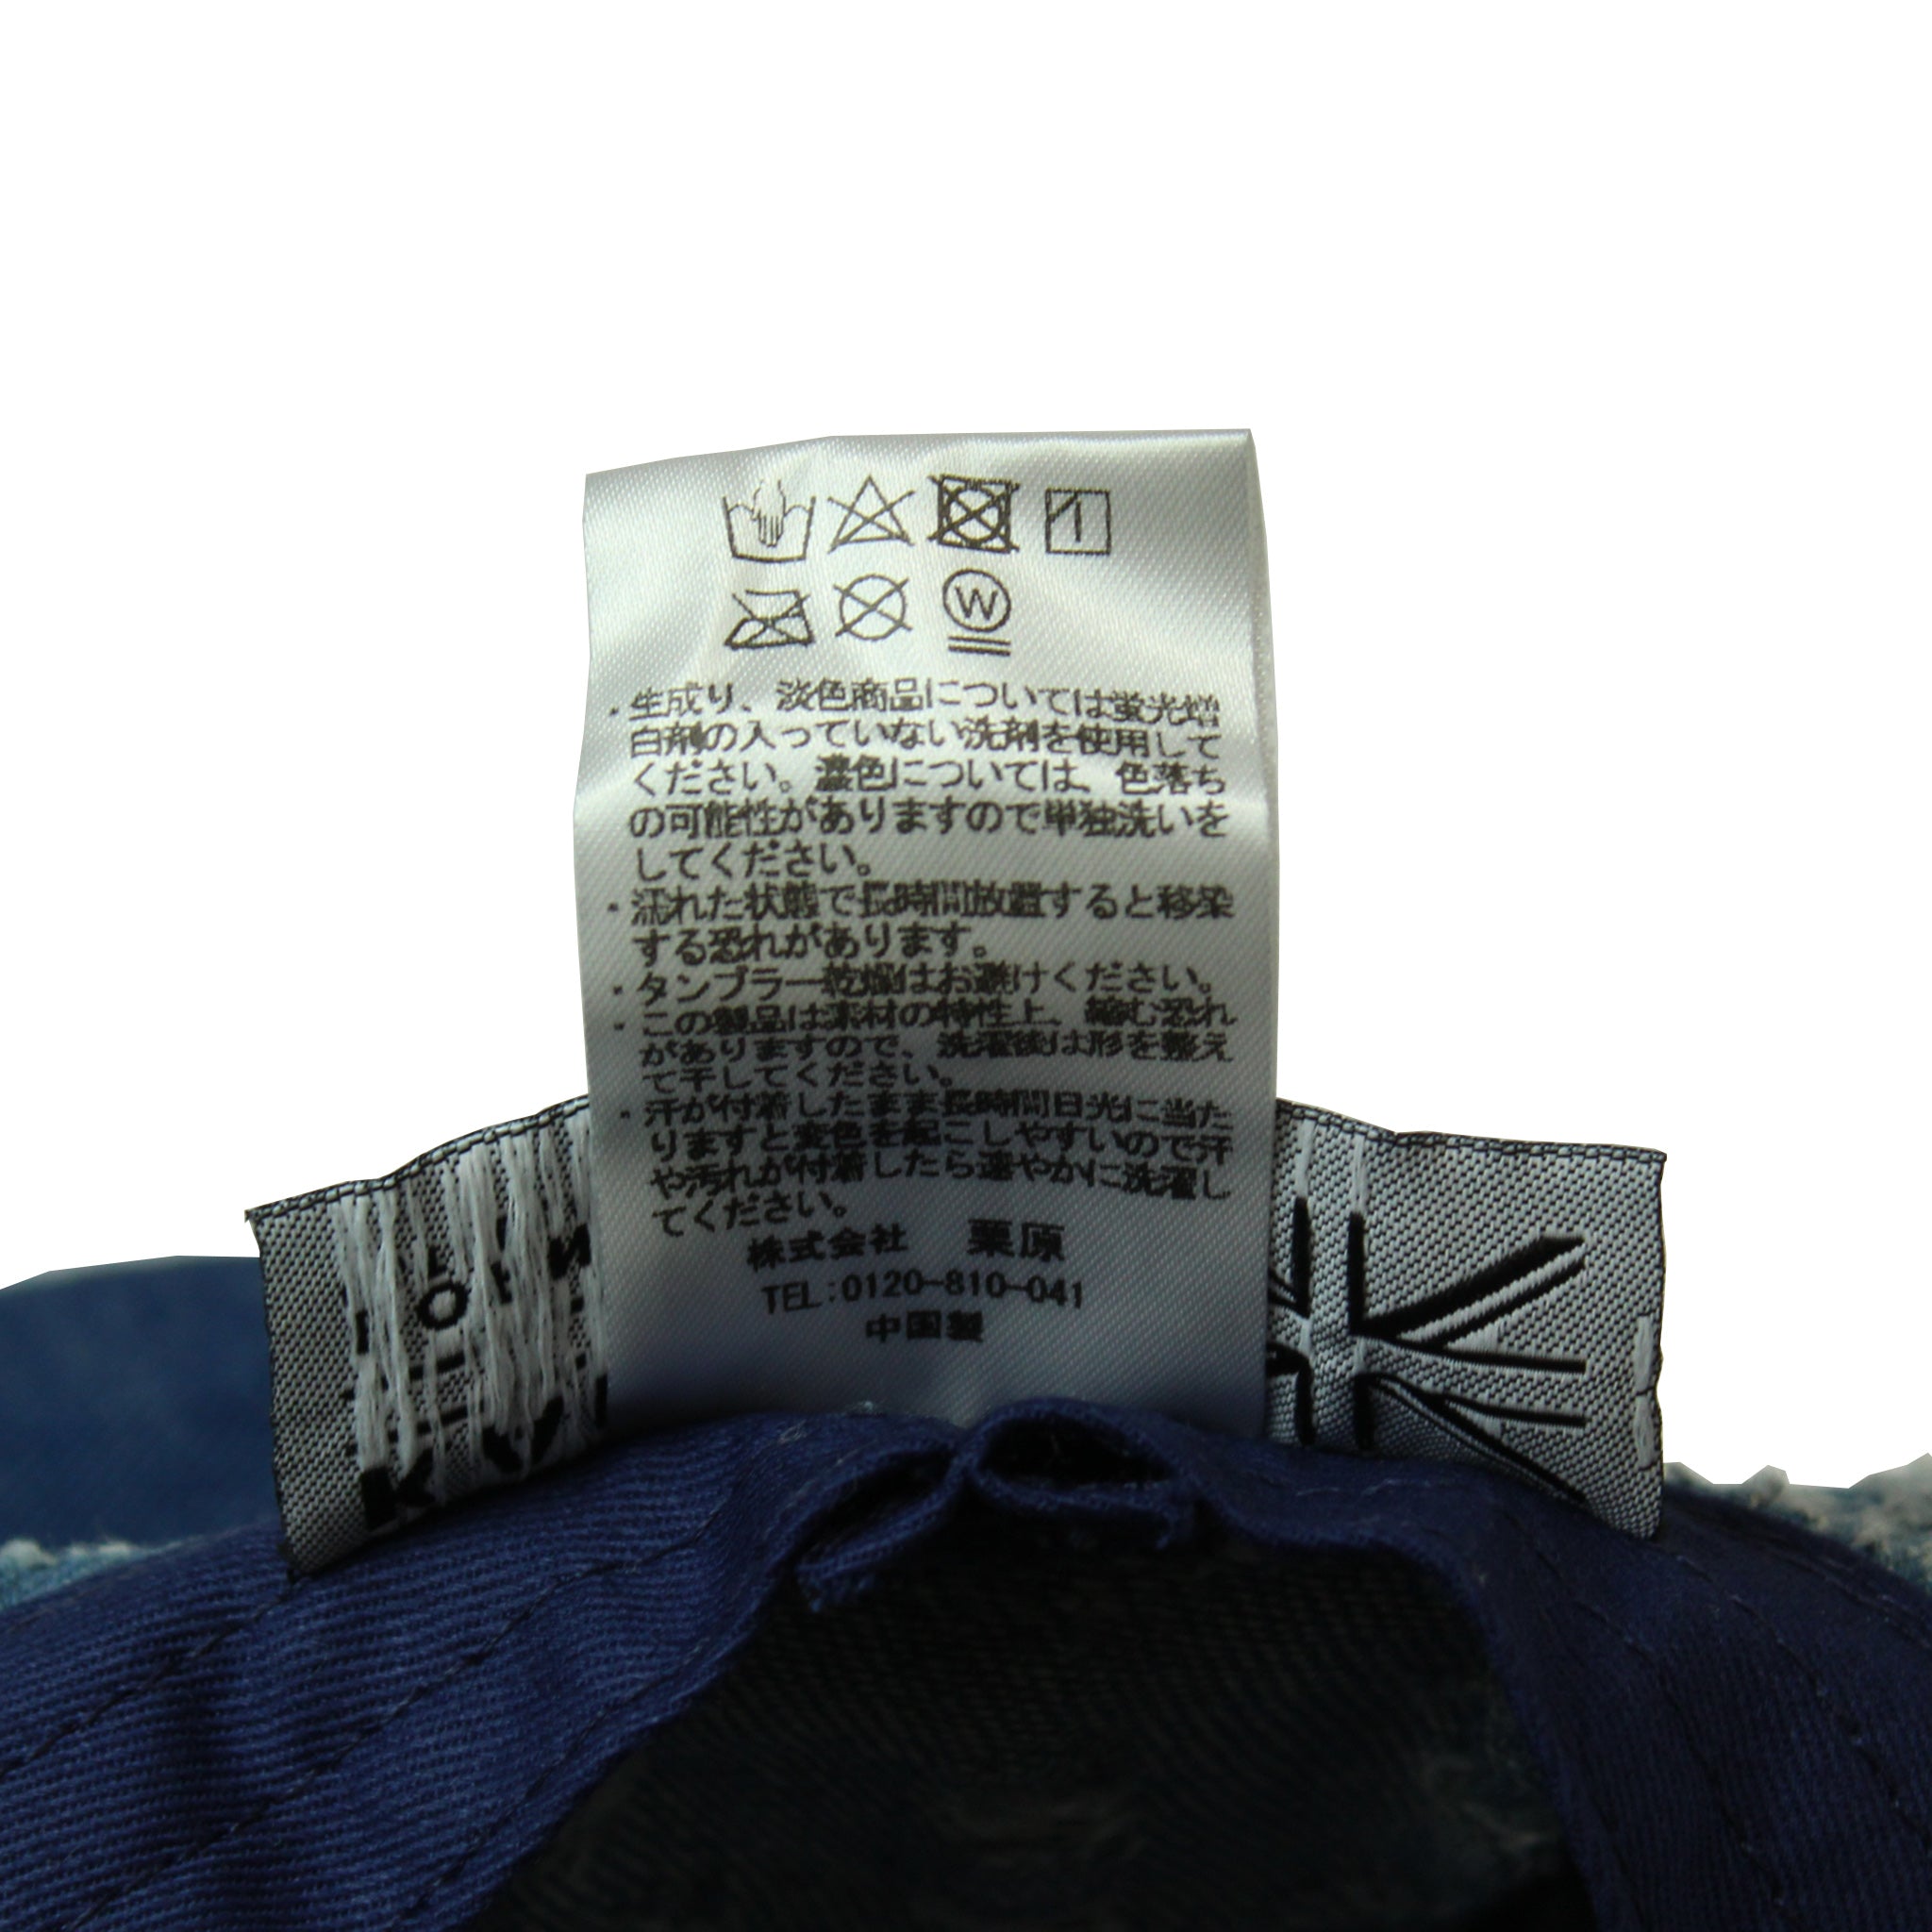 W
・生成り、淡色商品については蛍光増
白剤の入っていない洗剤を使用して
ください。濃色については、色落ち
の可能性がありますので単独洗いを
してください。
・濡れた状態で長時間放置すると移染
する恐れがあります。
・タンブラー乾燥はお避けください。
・この製品は素材の特性上、縮む恐れ
がありますので、洗濯後は形を整え
て干してください。
・汗が付着したまま長時間日光に当た
りますと変色を起こしやすいので汗
や汚れが付着したら速やかに洗濯し
てください。
株式会社 栗原
TEL:0120-810-041
中国製